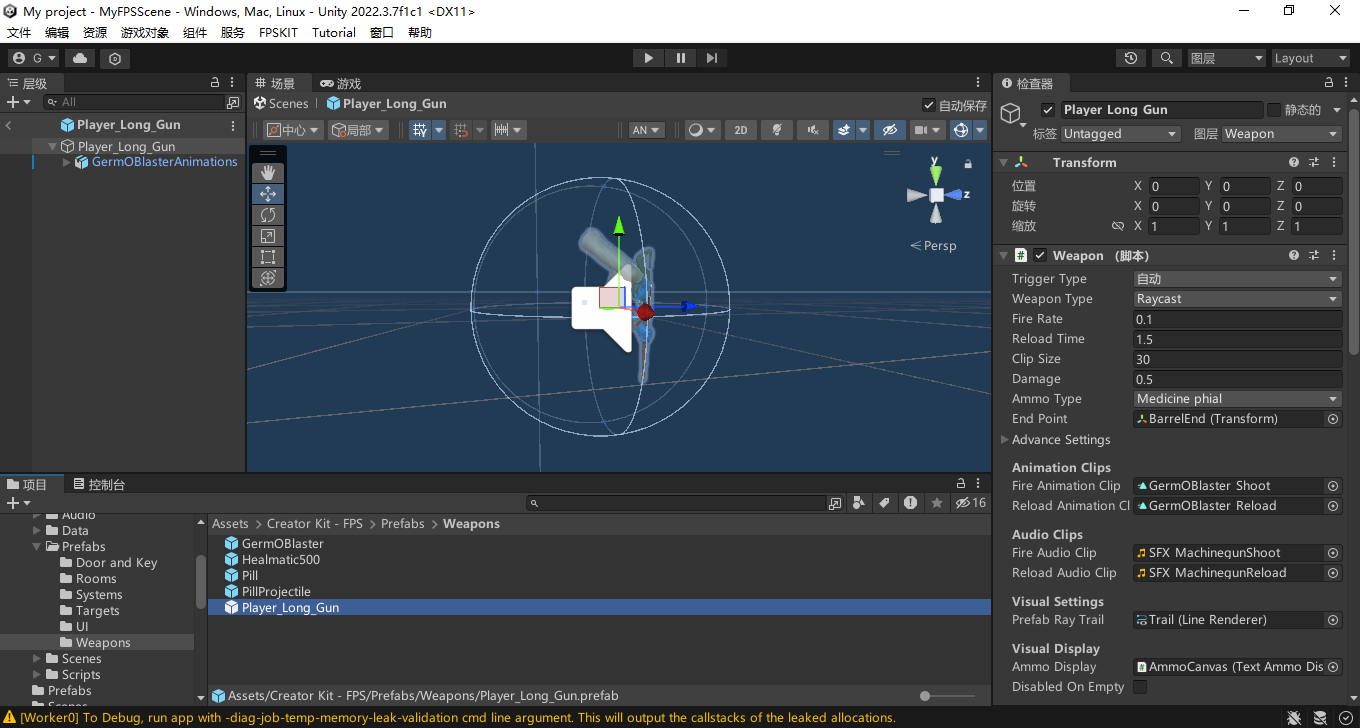 My project - MyFPSScene - Windows, Mac, Linux - Unity 2022.3.7f1c1 <DX11>
文件 编辑 资源 游戏对象 组件 开服务 FPSKIT Tutorial 窗口 帮助
G
图层 Layout
层级
All
Player_Long_Gun
Player_Long_Gun
GermOBlasterAnimations
场景 游戏
Scenes Player_Long_Gun 自动保存
中心 局部 AN 2D
y
z
Persp
检查器
Player Long Gun 静态的
标签 Untagged 图层 Weapon
Transform
位置 X 0 Y 0 Z 0
旋转 X 0 Y 0 Z 0
缩放 X 1 Y 1 Z 1
Weapon （脚本）
Trigger Type 自动
Weapon Type Raycast
Fire Rate 0.1
Reload Time 1.5
Clip Size 30
Damage 0.5
Ammo Type Medicine phial
End Point BarrelEnd (Transform)
Advance Settings
Animation Clips
Fire Animation Clip GermOBlaster Shoot
Reload Animation Cl GermOBlaster Reload
Audio Clips
Fire Audio Clip SFX MachinegunShoot
Reload Audio Clip SFX MachinegunReload
Visual Settings
Prefab Ray Trail Trail (Line Renderer)
Visual Display
Ammo Display AmmoCanvas (Text Ammo Dis
Disabled On Empty
项目 控制台
16
Audio
Data
Prefabs
Door and Key
Rooms
Systems
Targets
UI
Weapons
Scenes
Scripts
Prefabs
Scenes
Assets > Creator Kit - FPS > Prefabs > Weapons
GermOBlaster
Healmatic500
Pill
PillProjectile
Player_Long_Gun
Assets/Creator Kit - FPS/Prefabs/Weapons/Player_Long_Gun.prefab
[Worker0] To Debug, run app with -diag-job-temp-memory-leak-validation cmd line argument. This will output the callstacks of the leaked allocations.